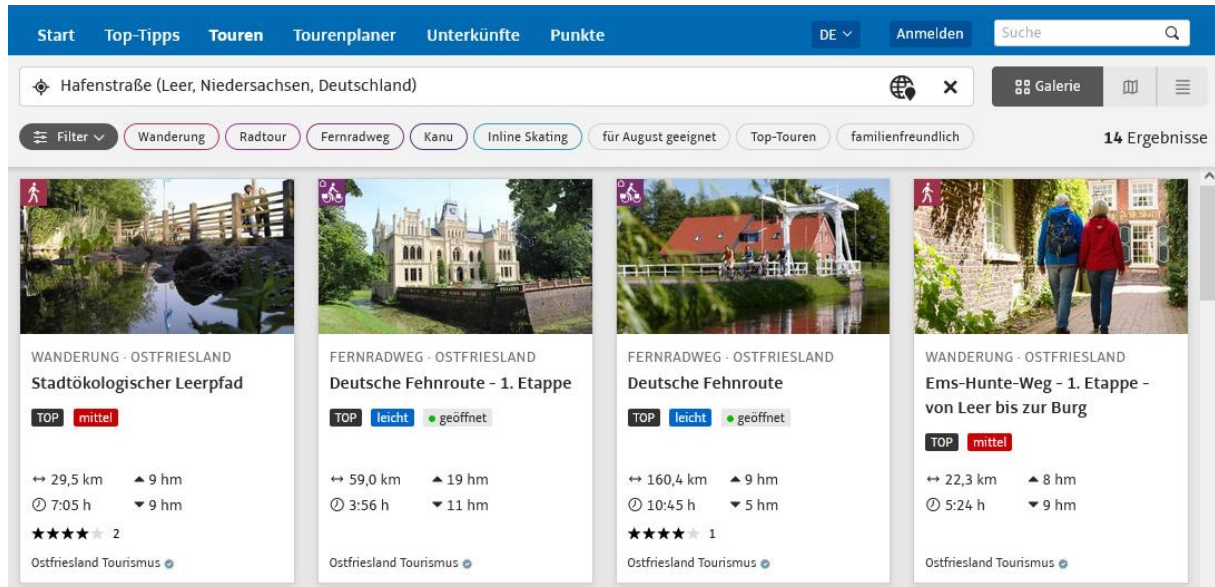 Start Top-Tipps Touren Tourenplaner Unterkünfte Punkte DE Anmelden Suche
Hafenstraße (Leer, Niedersachsen, Deutschland) Galerie
Filter Wanderung Radtour Fernradweg Kanu Inline Skating für August geeignet Top-Touren familienfreundlich 14 Ergebnisse
WANDERUNG · OSTFRIESLAND
Stadtökologischer Leerpfad
TOP mittel
29,5 km 9 hm
7:05 h 9 hm
2
Ostfriesland Tourismus
FERNRADWEG · OSTFRIESLAND
Deutsche Fehnroute - 1. Etappe
TOP leicht geöffnet
59,0 km 19 hm
3:56 h 11 hm
Ostfriesland Tourismus
FERNRADWEG · OSTFRIESLAND
Deutsche Fehnroute
TOP leicht geöffnet
160,4 km 9 hm
10:45 h 5 hm
1
Ostfriesland Tourismus
WANDERUNG · OSTFRIESLAND
Ems-Hunte-Weg - 1. Etappe -
von Leer bis zur Burg
TOP mittel
22,3 km 8 hm
5:24 h 9 hm
Ostfriesland Tourismus